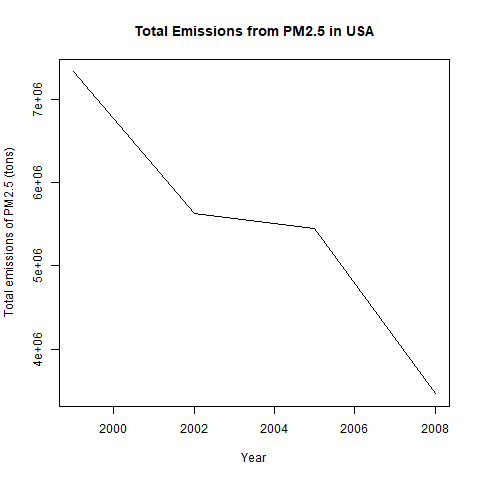 Total Emissions from PM2.5 in USA
Total emissions of PM2.5 (tons)
7e+06
6e+06
5e+06
4e+06
2000 2002 2004 2006 2008
Year